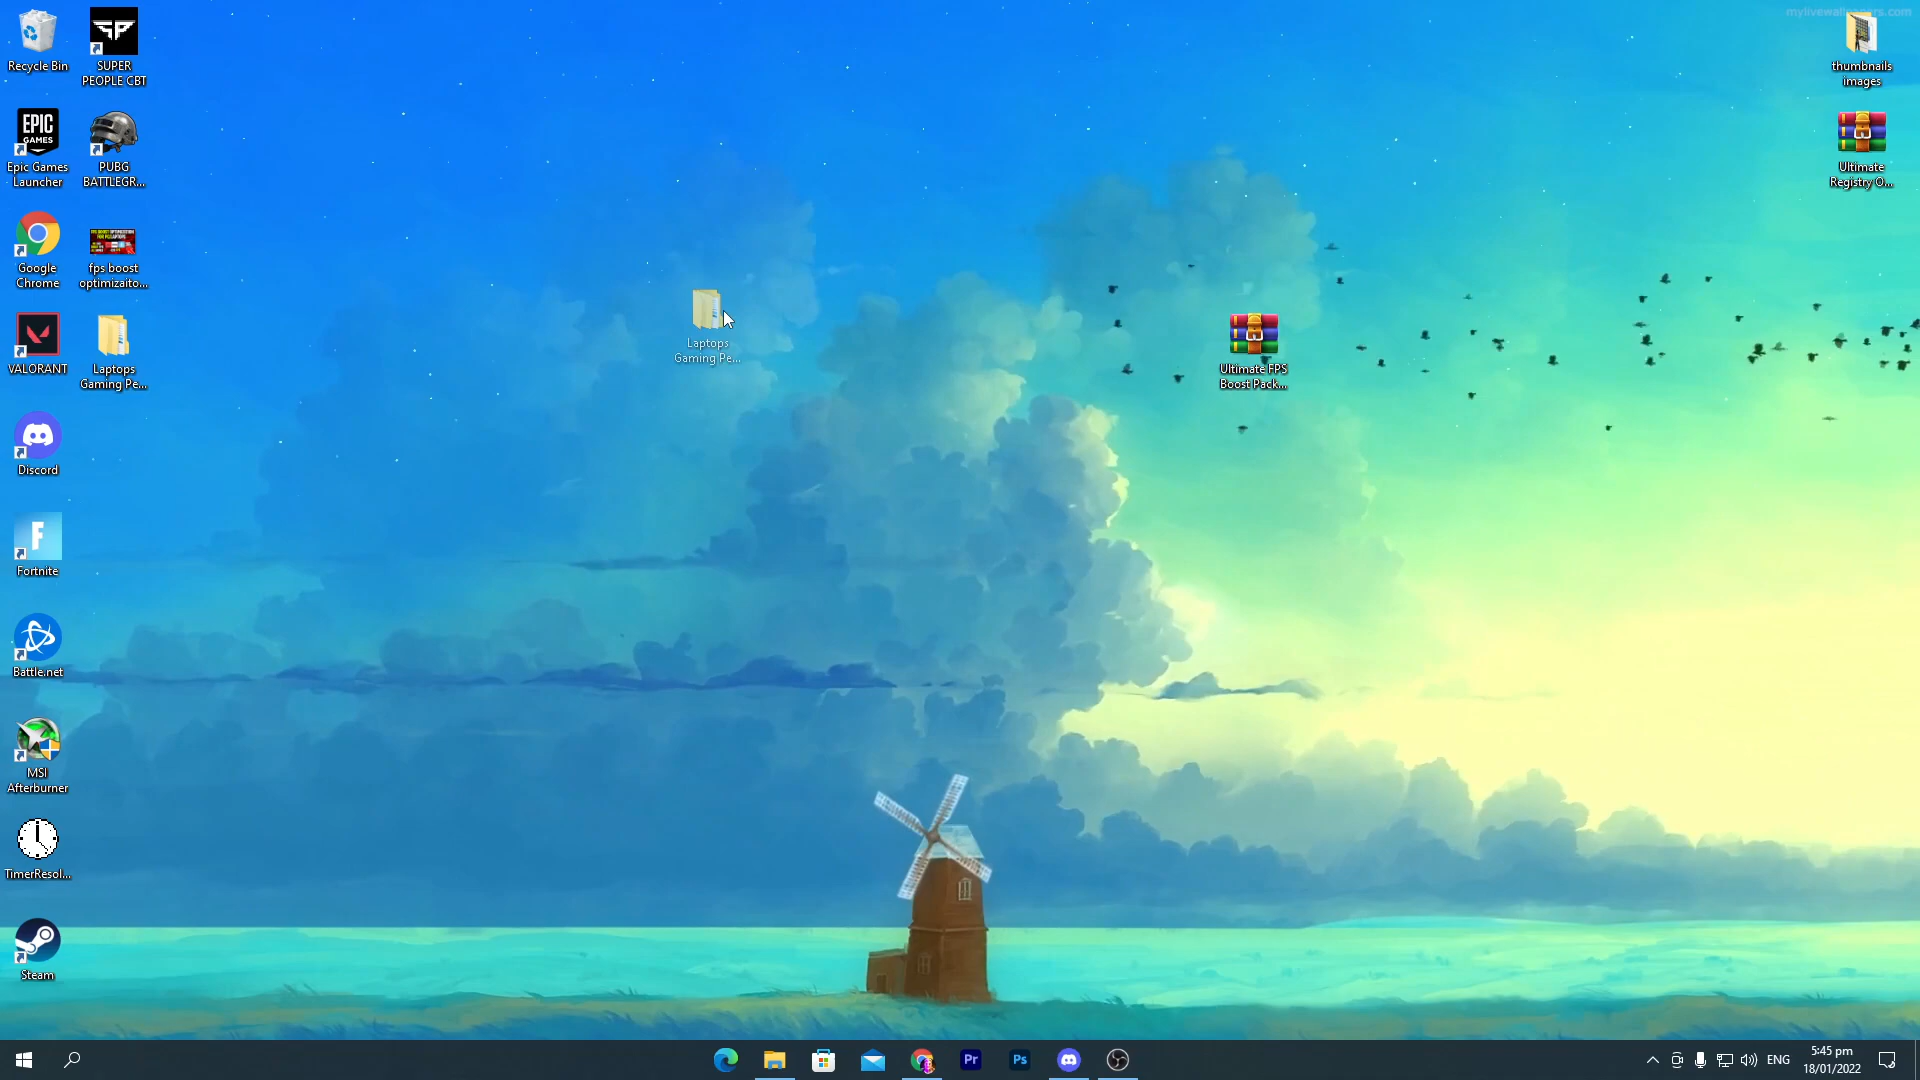 mylivewallpapers.com
Recycle Bin
SUPER
PEOPLE CBT
thumbnails
images
EPIC
GAMES
Epic Games
Launcher
PUBG
BATTLEGR...
Ultimate
Registry O...
Google
Chrome
fps boost
optimizaito...
Laptops
Gaming Pe...
VALORANT
Laptops
Gaming Pe...
Ultimate FPS
Boost Pack...
Discord
F
Fortnite
Battle.net
MSI
Afterburner
TimerResol...
Steam
Pr
Ps
ENG
5:45 pm
18/01/2022